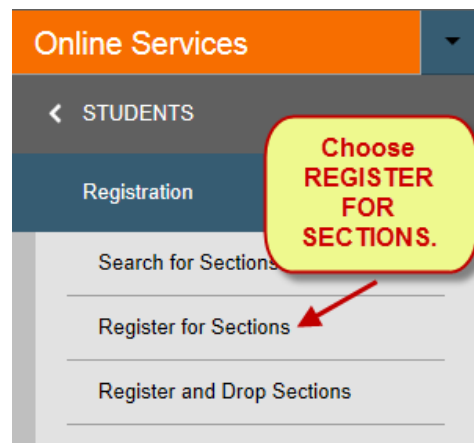 Online Services
STUDENTS
Registration
Choose
REGISTER
FOR
SECTIONS.
Search for Sections
Register for Sections
Register and Drop Sections